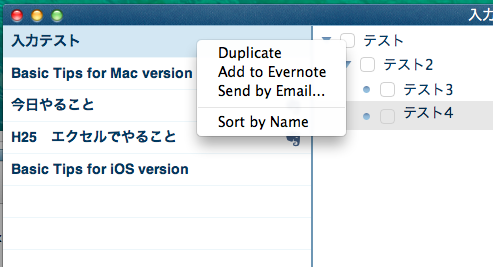 入力
入力テスト
Basic Tips for Mac version
今日やること
H25　エクセルでやること
Basic Tips for iOS version
Duplicate
Add to Evernote
Send by Email...
Sort by Name
テスト
テスト2
テスト3
テスト4